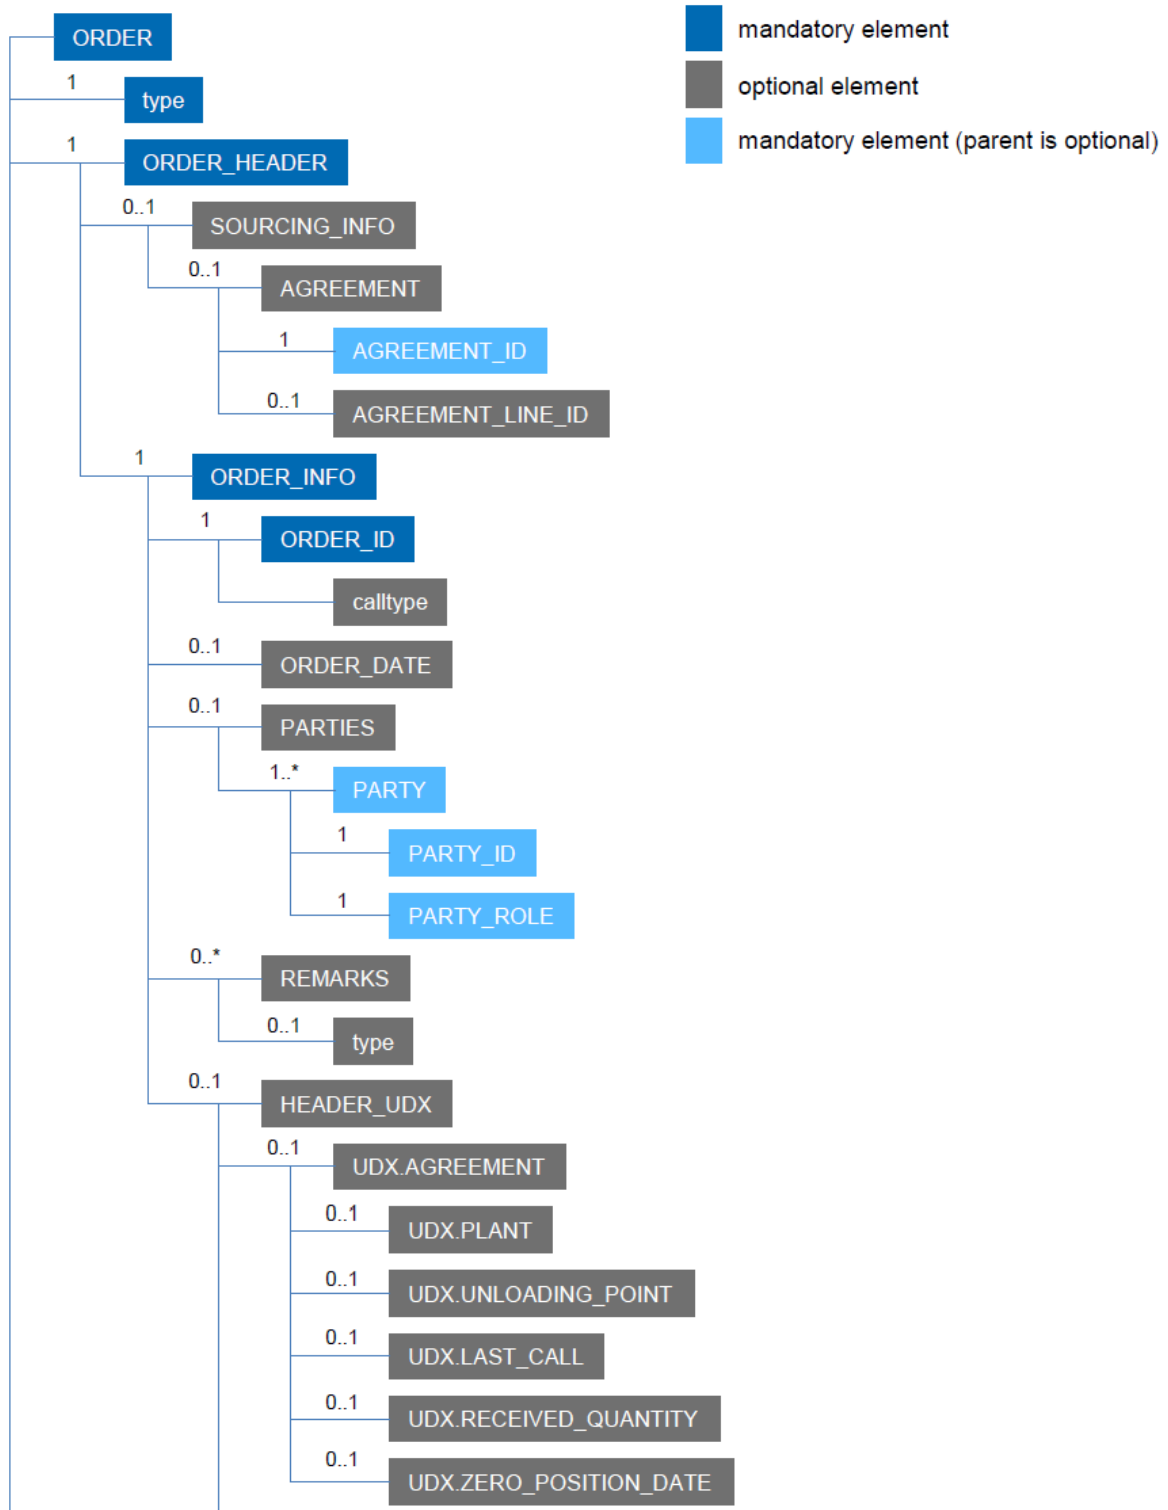 ORDER
mandatory element
optional element
mandatory element (parent is optional)
1
type
1
ORDER_HEADER
0..1
SOURCING_INFO
0..1
AGREEMENT
1
AGREEMENT_ID
0..1
AGREEMENT_LINE_ID
1
ORDER_INFO
1
ORDER_ID
calltype
0..1
ORDER_DATE
0..1
PARTIES
1..*
PARTY
1
PARTY_ID
1
PARTY_ROLE
0..*
REMARKS
0..1
type
0..1
HEADER_UDX
0..1
UDX.AGREEMENT
0..1
UDX.PLANT
0..1
UDX.UNLOADING_POINT
0..1
UDX.LAST_CALL
0..1
UDX.RECEIVED_QUANTITY
0..1
UDX.ZERO_POSITION_DATE